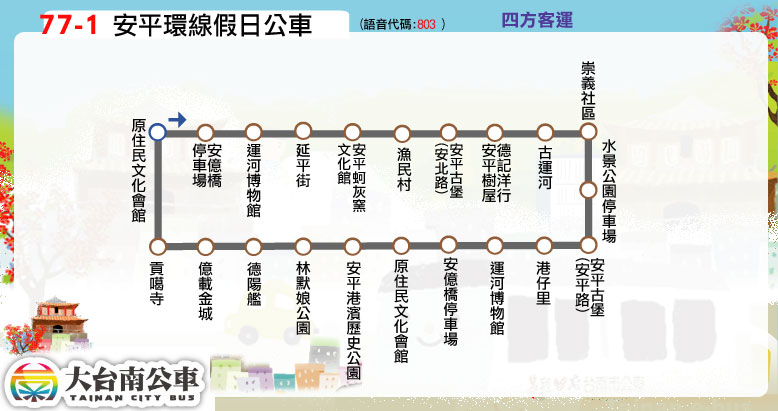 77-1 安平環線假日公車
（語音代碼:803 ）
四方客運
原住民文化會館
安億橋
停車場
運河博物館
延平街
安平蚵灰窯
文化館
漁民村
安平古堡
（安北路）
德記洋行
安平樹屋
古運河
崇義社區
水景公園停車場
安平古堡
（安平路）
港仔里
運河博物館
安億橋停車場
原住民文化會館
安平港濱歷史公園
林默娘公園
德陽艦
億載金城
貢噶寺
大台南公車
TAINAN CITY BUS